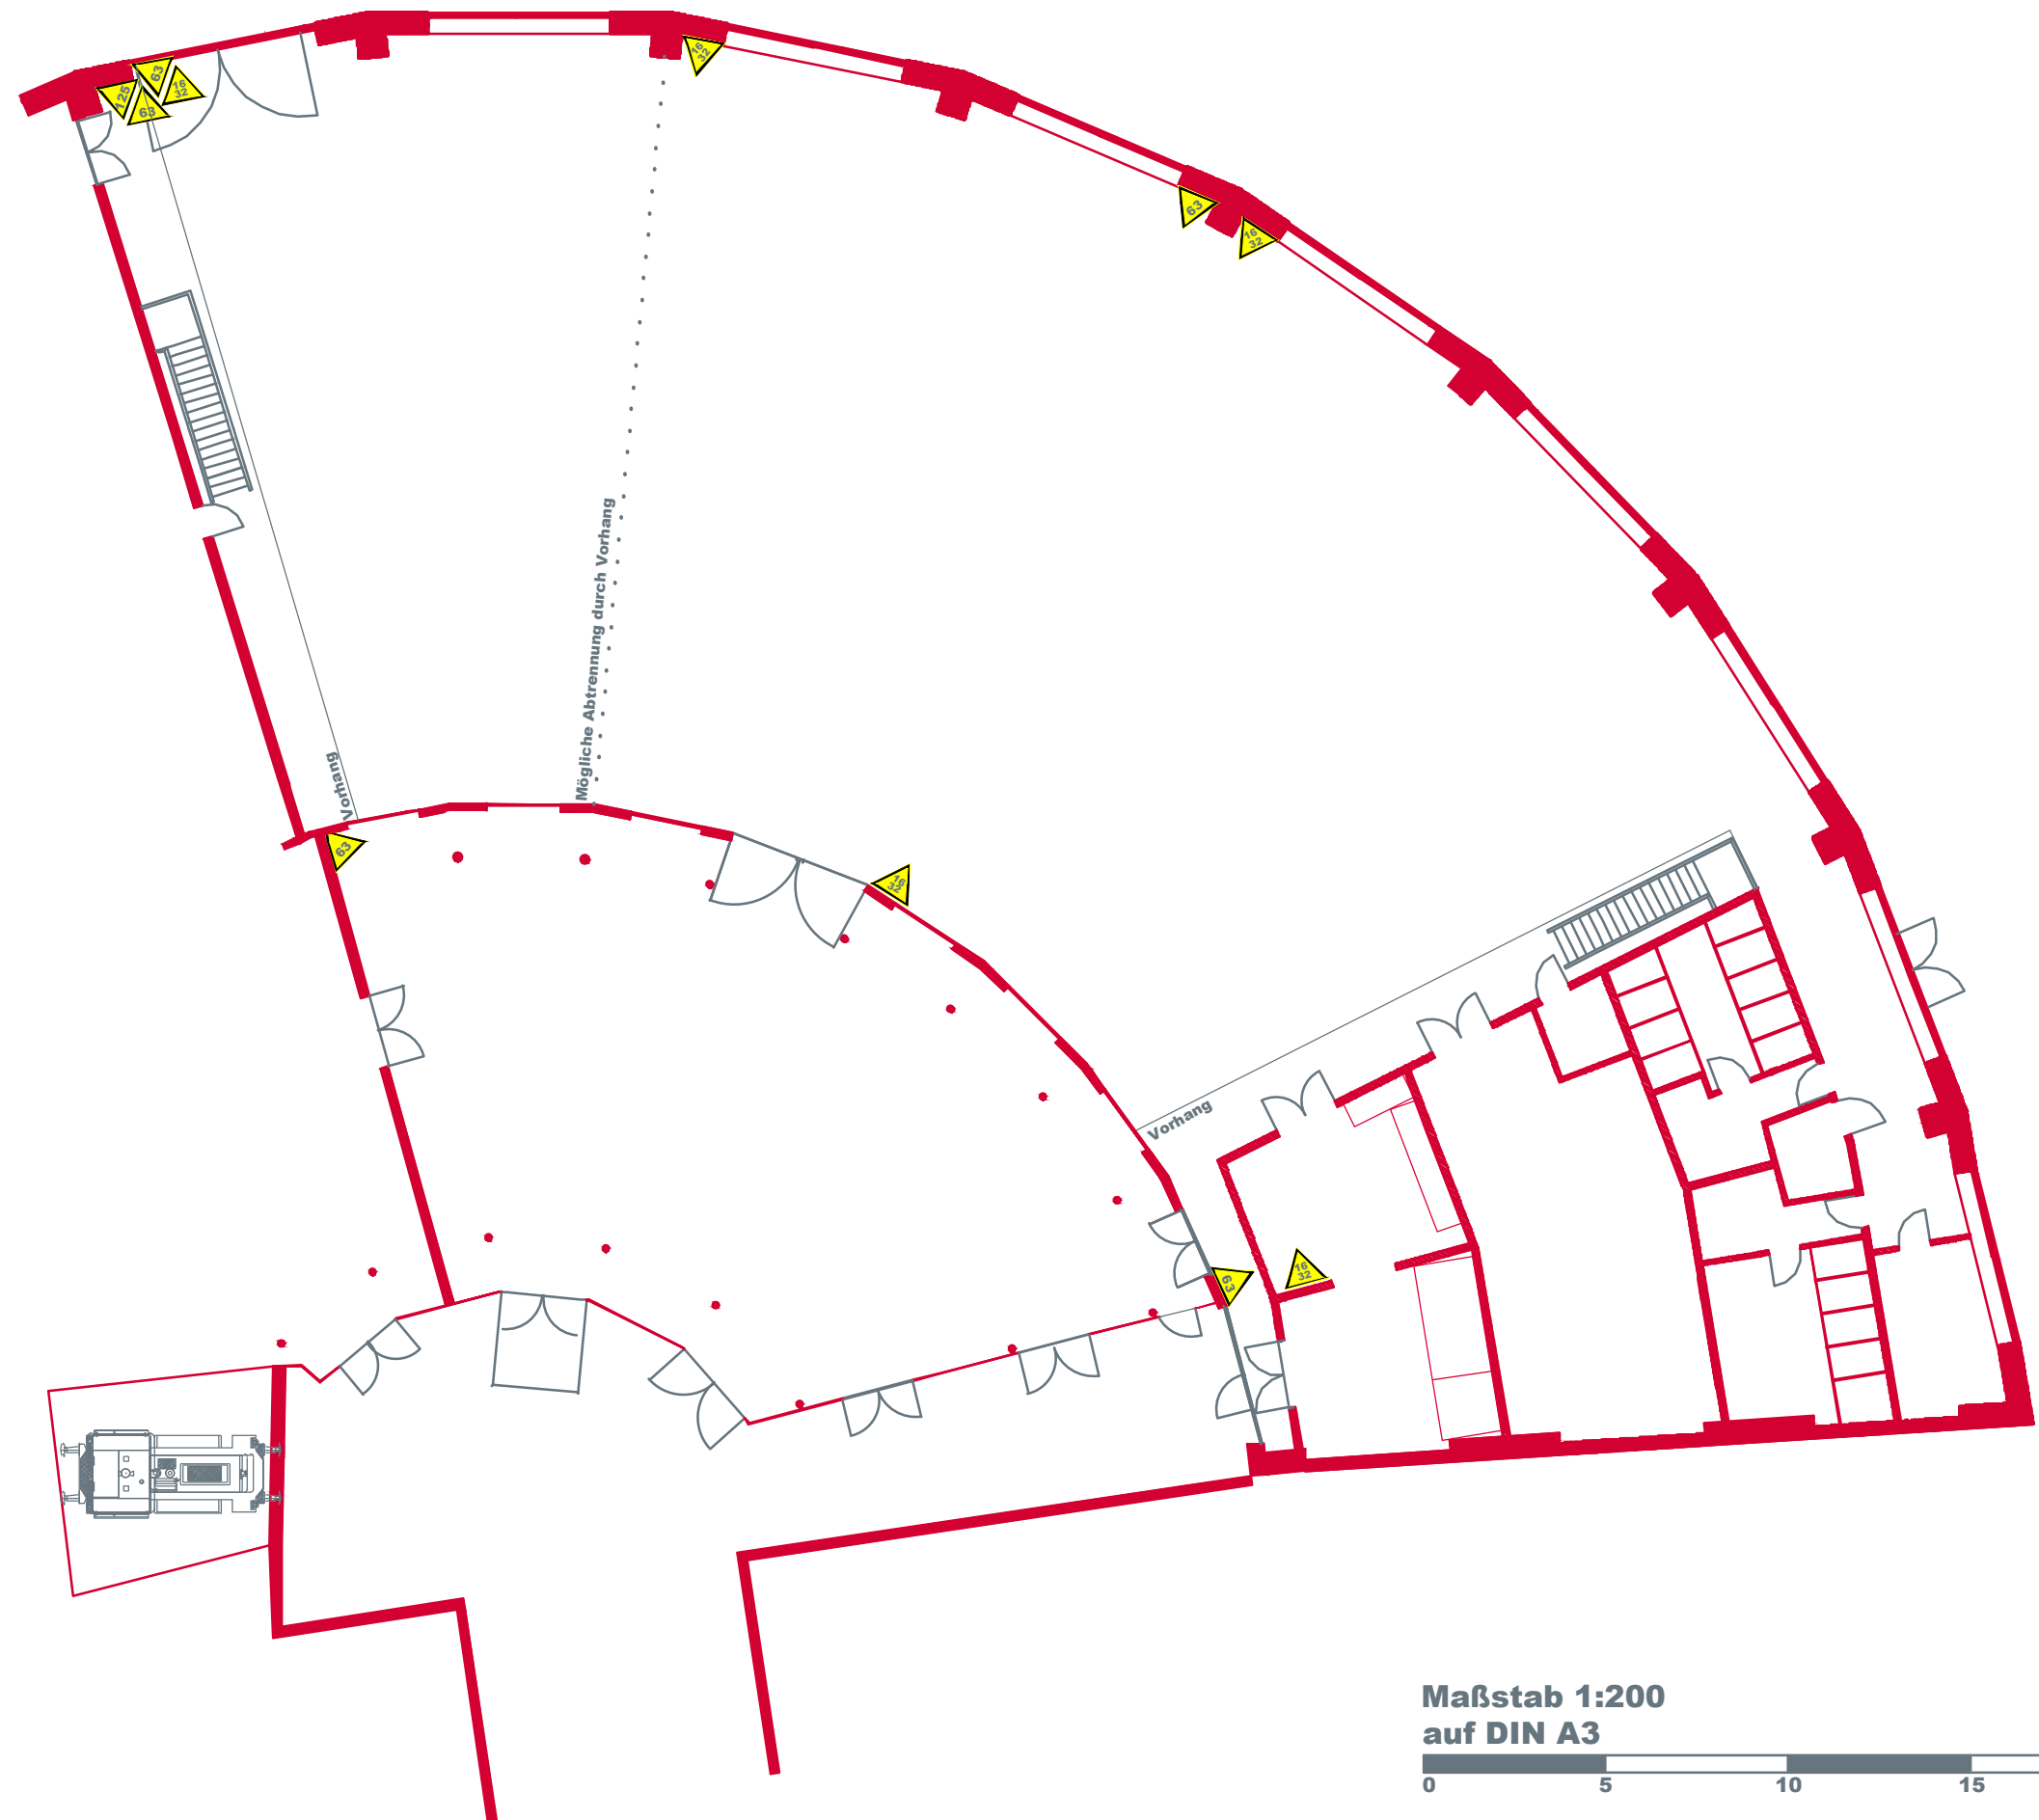 16
32
63
125
16
32
63
63
16
32
Mögliche Abtrennung durch Vorhang
Vorhang
63
16
32
Vorhang
63
16
32
Maßstab 1:200
auf DIN A3
0 5 10 15